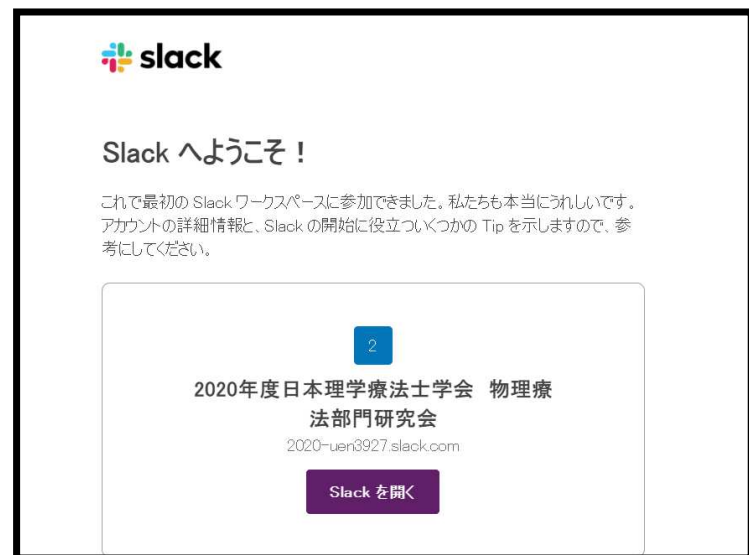 slack
Slack へようこそ！
これで最初の Slack ワークスペースに参加できました。私たちも本当にうれしいです。
アカウントの詳細情報と、Slack の開始に役立ついくつかの Tip を示しますので、参
考にしてください。
2
2020年度日本理学療法士学会　物理療
法部門研究会
2020-uen3927.slack.com
Slack を開く